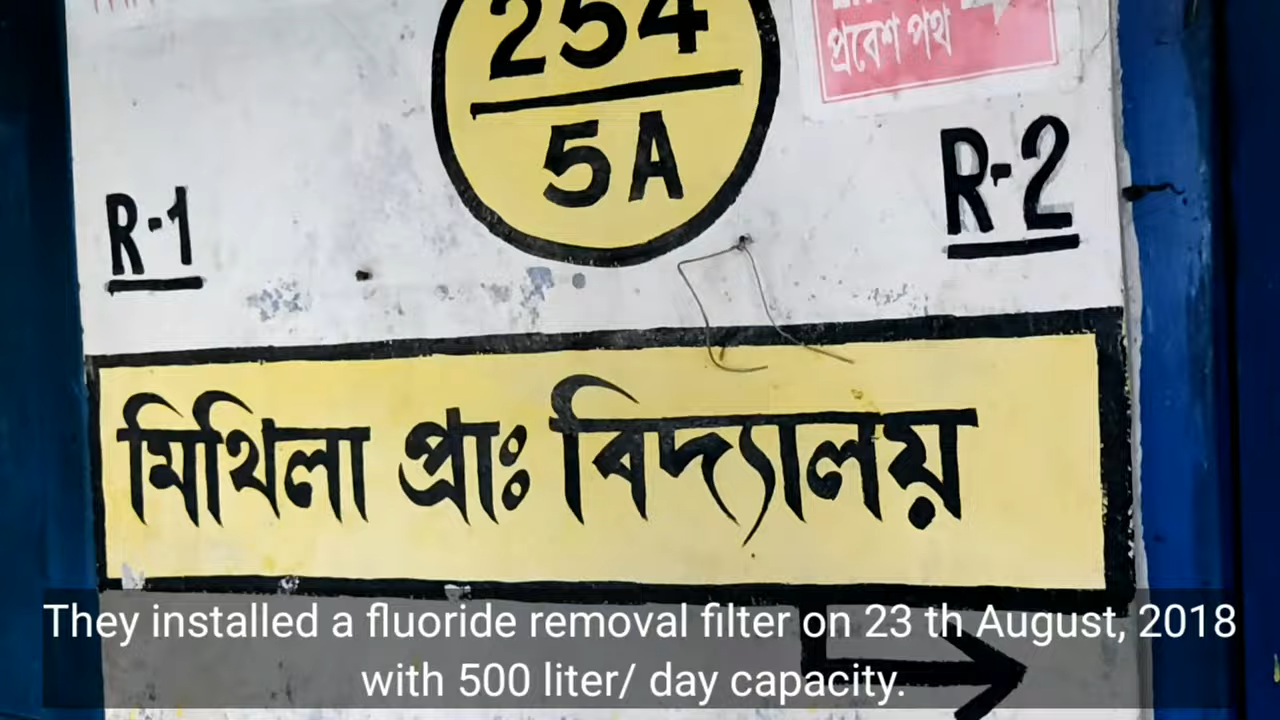 254
5A
প্রবেশ পথ
R-1
R-2
মিথিলা প্রাঃ বিদ্যালয়
They installed a fluoride removal filter on 23 th August, 2018
with 500 liter/ day capacity.